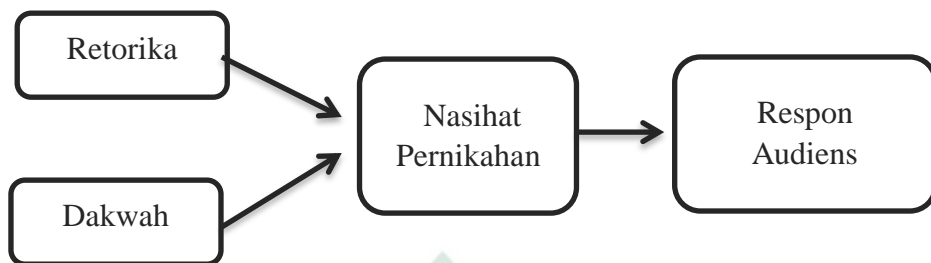 Retorika
Dakwah
Nasihat
Pernikahan
Respon
Audiens